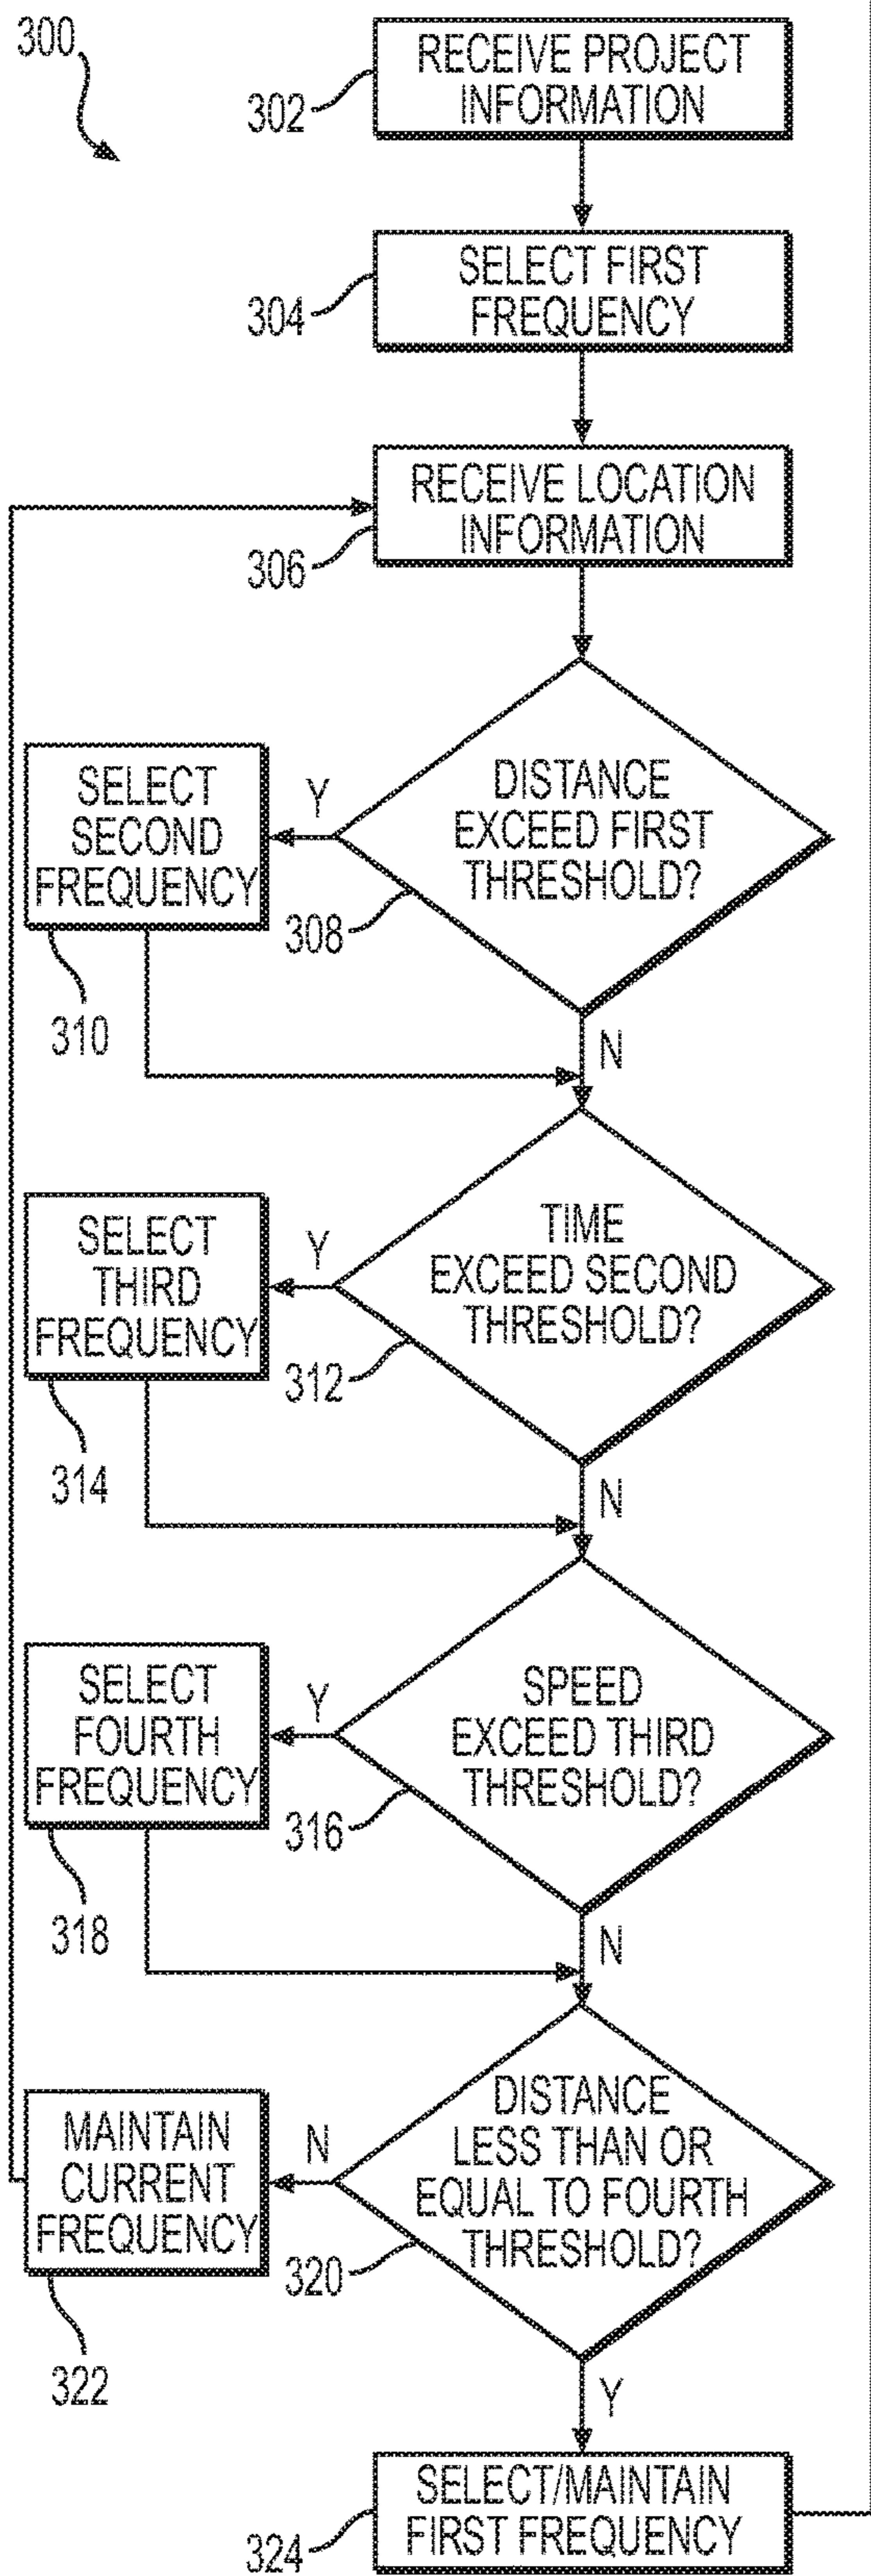 300
RECEIVE PROJECT
INFORMATION
302
SELECT FIRST
FREQUENCY
304
RECEIVE LOCATION
INFORMATION
306
DISTANCE
EXCEED FIRST
THRESHOLD?
308
Y
SELECT
SECOND
FREQUENCY
310
N
TIME
EXCEED SECOND
THRESHOLD?
312
Y
SELECT
THIRD
FREQUENCY
314
N
SPEED
EXCEED THIRD
THRESHOLD?
316
Y
SELECT
FOURTH
FREQUENCY
318
N
DISTANCE
LESS THAN OR
EQUAL TO FOURTH
THRESHOLD?
320
N
MAINTAIN
CURRENT
FREQUENCY
322
Y
SELECT/MAINTAIN
FIRST FREQUENCY
324